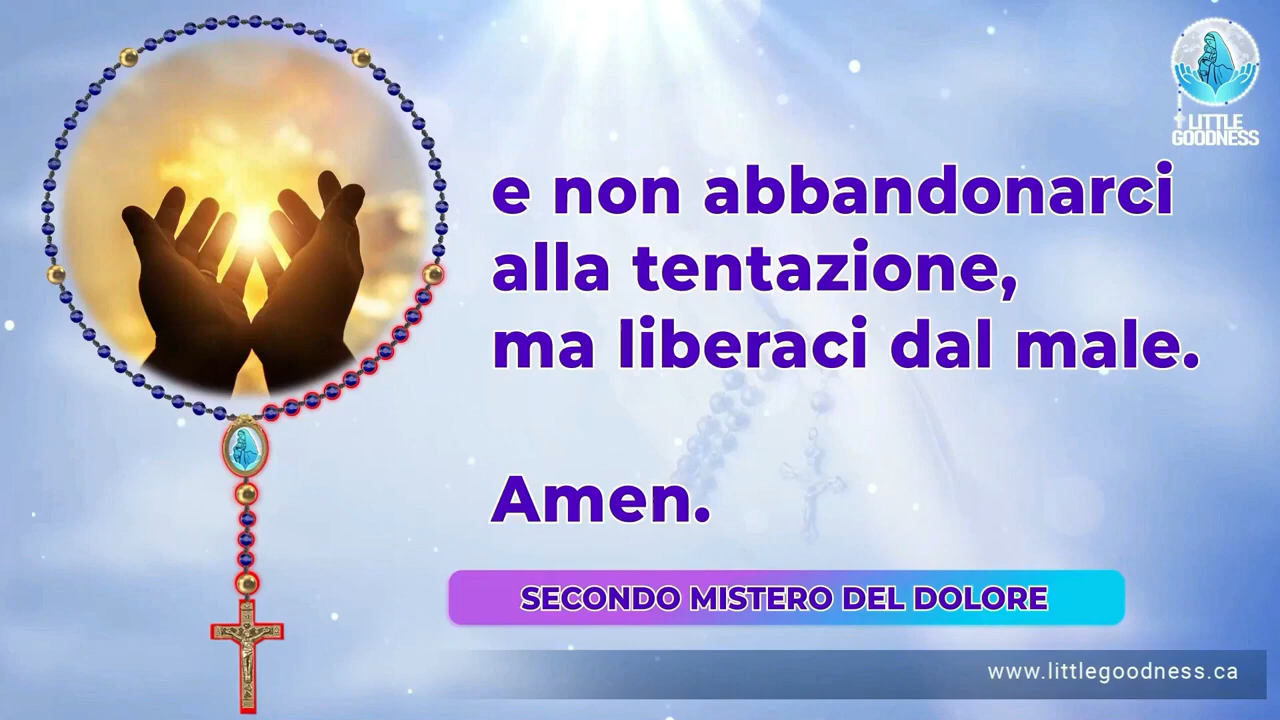 LITTLE
GOODNESS
e non abbandonarci
alla tentazione,
ma liberaci dal male.
Amen.
SECONDO MISTERO DEL DOLORE
www.littlegoodness.ca